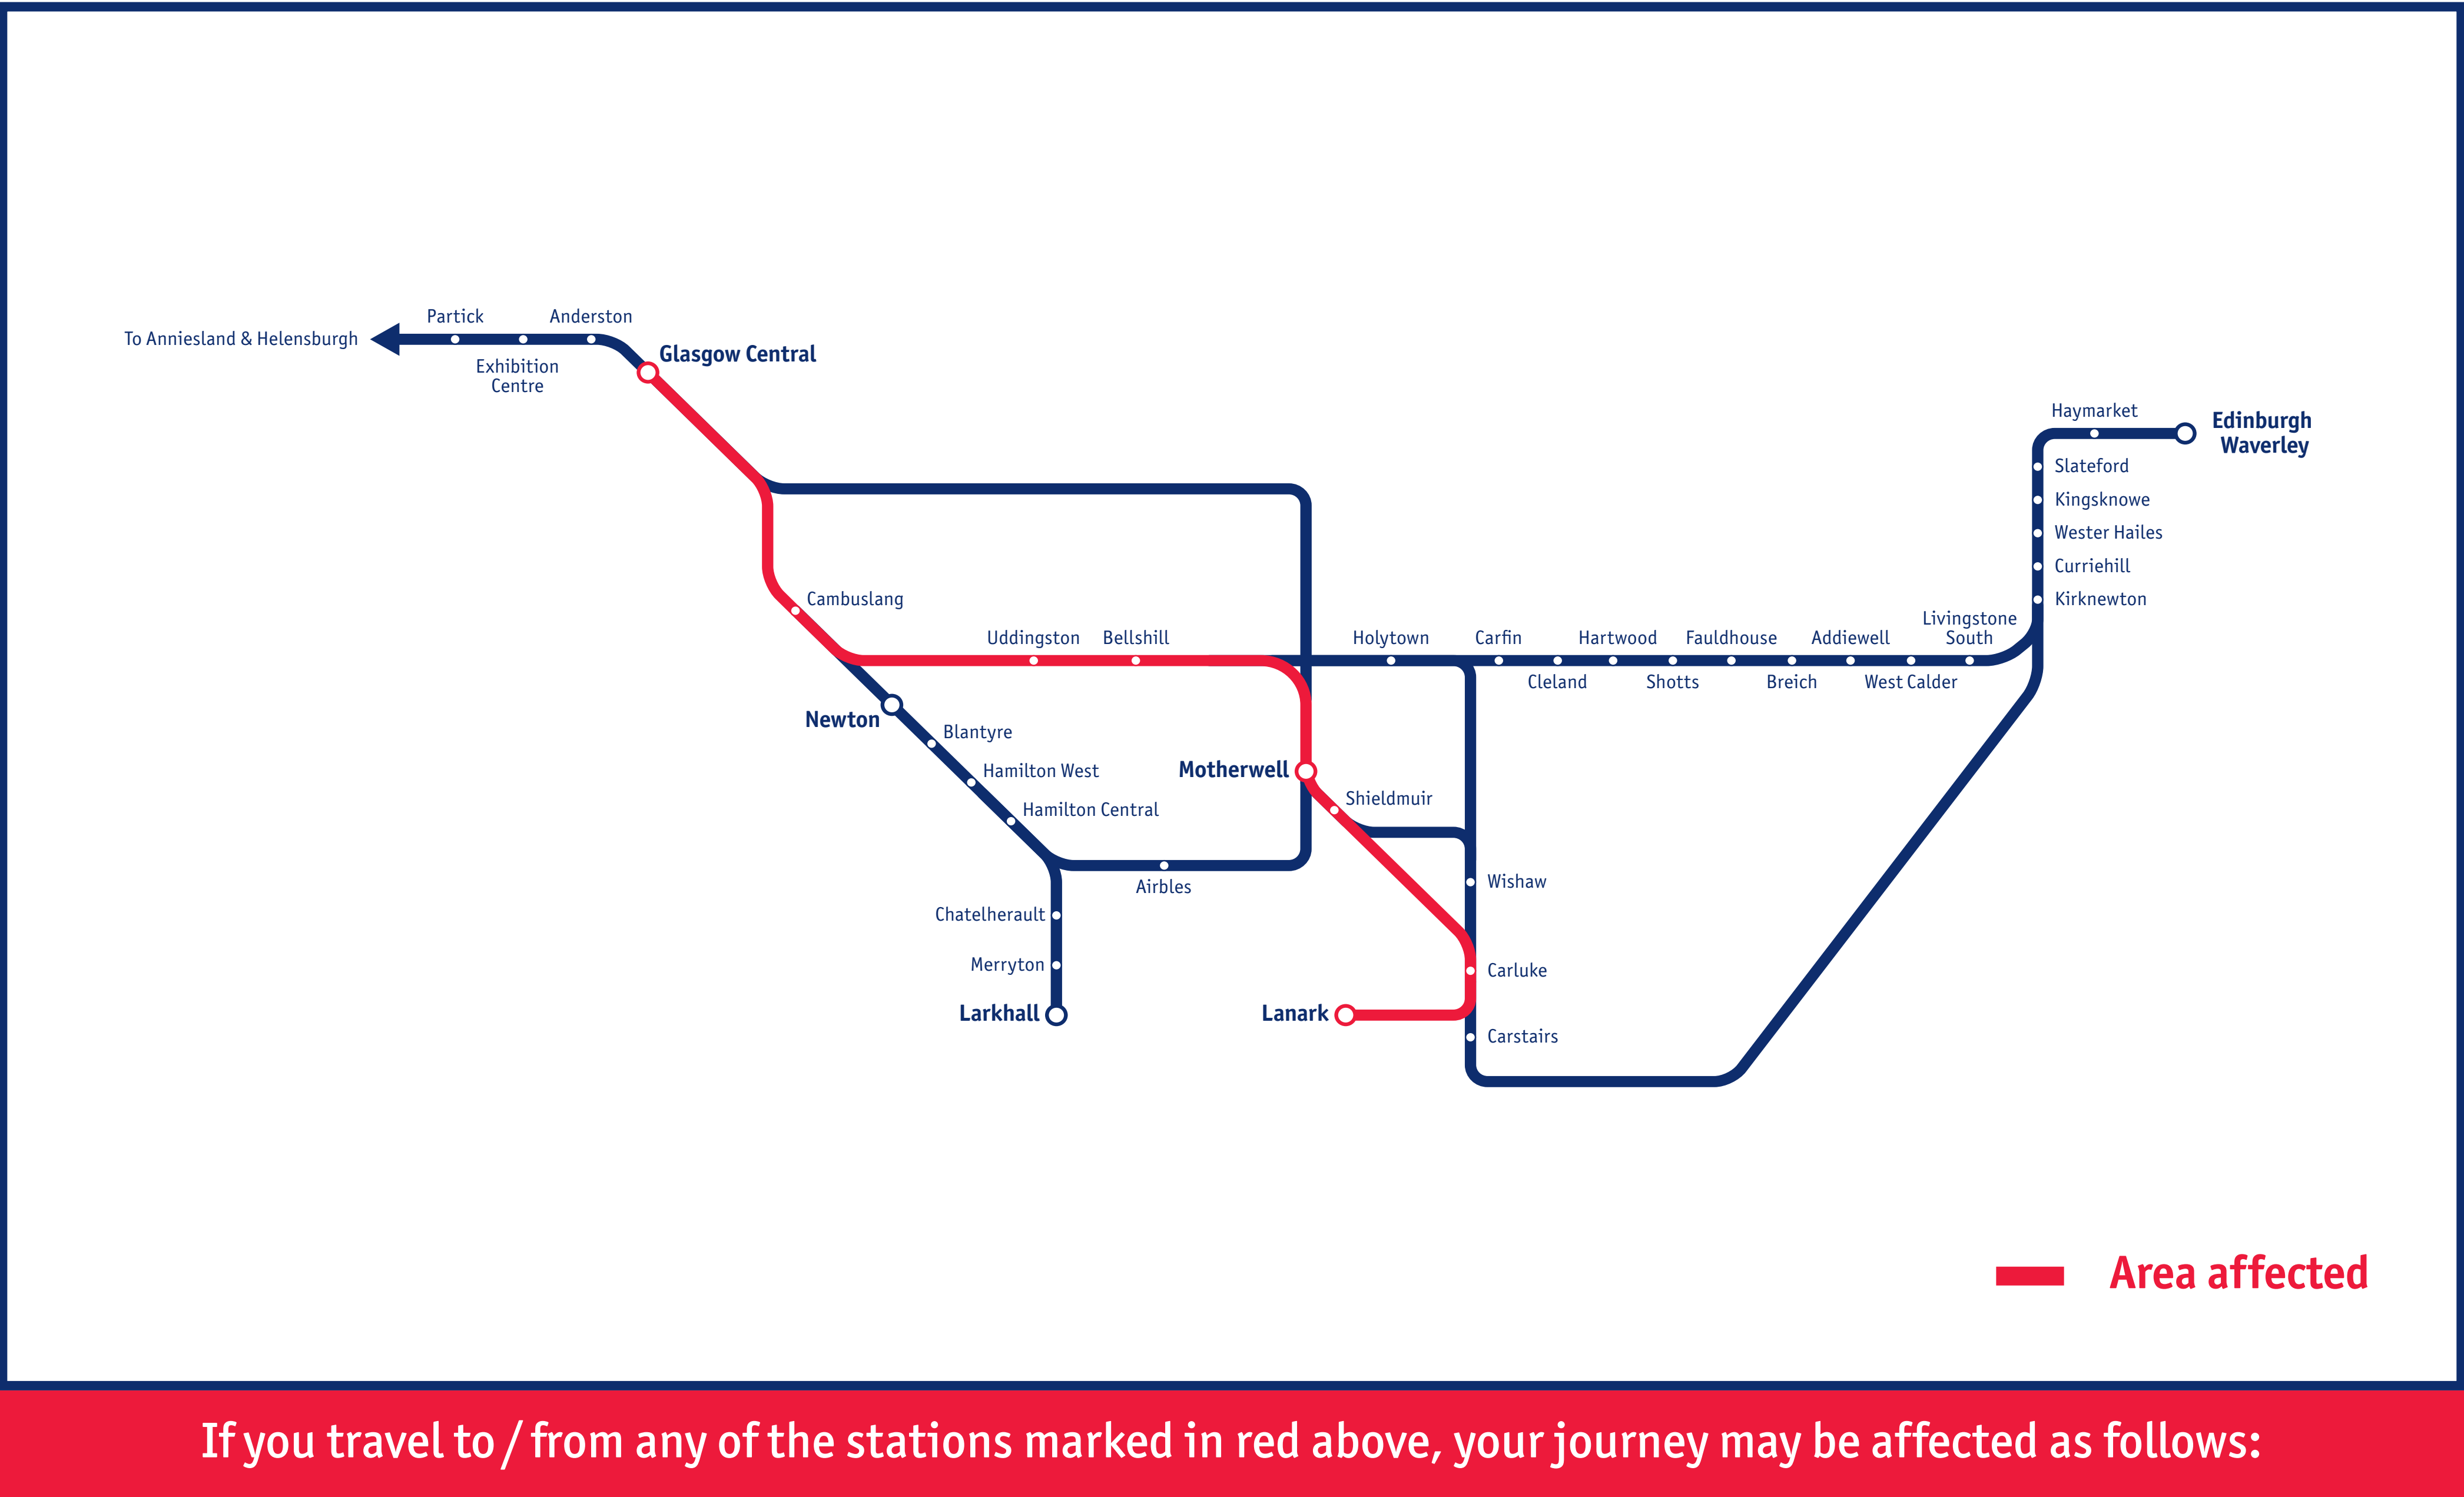 Partick
Anderston
To Anniesland & Helensburgh
Exhibition
Centre
Glasgow Central
Haymarket
Edinburgh
Waverley
Slateford
Kingsknowe
Wester Hailes
Curriehill
Kirknewton
Cambuslang
Uddingston
Bellshill
Holytown
Carfin
Hartwood
Fauldhouse
Addiewell
Livingstone
South
Cleland
Shotts
Breich
West Calder
Newton
Blantyre
Hamilton West
Hamilton Central
Motherwell
Shieldmuir
Airbles
Wishaw
Chatelherault
Merryton
Larkhall
Carluke
Lanark
Carstairs
Area affected
If you travel to / from any of the stations marked in red above, your journey may be affected as follows: